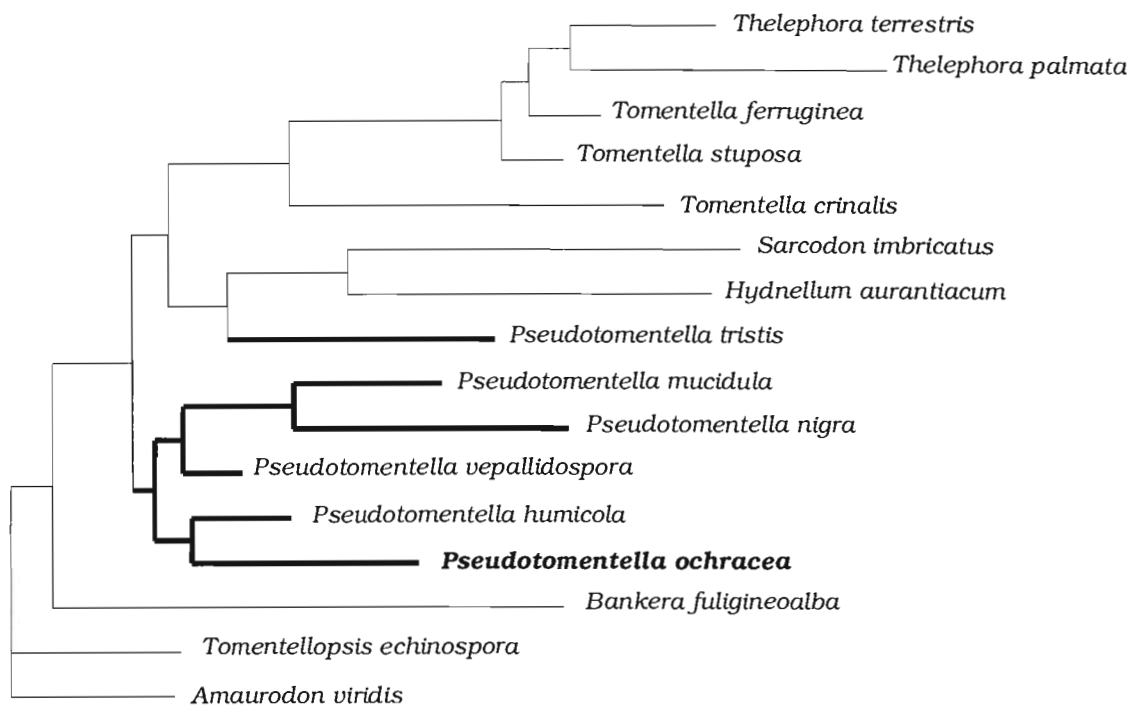 Thelephora terrestris
Thelephora palmata
Tomentella ferruginea
Tomentella stuposa
Tomentella crinalis
Sarcodon imbricatus
Hydnellum aurantiacum
Pseudotomentella tristis
Pseudotomentella mucidula
Pseudotomentella nigra
Pseudotomentella vepallidospora
Pseudotomentella humicola
Pseudotomentella ochracea
Bankera fuligineoalba
Tomentellopsis echinospora
Amaurodon viridis